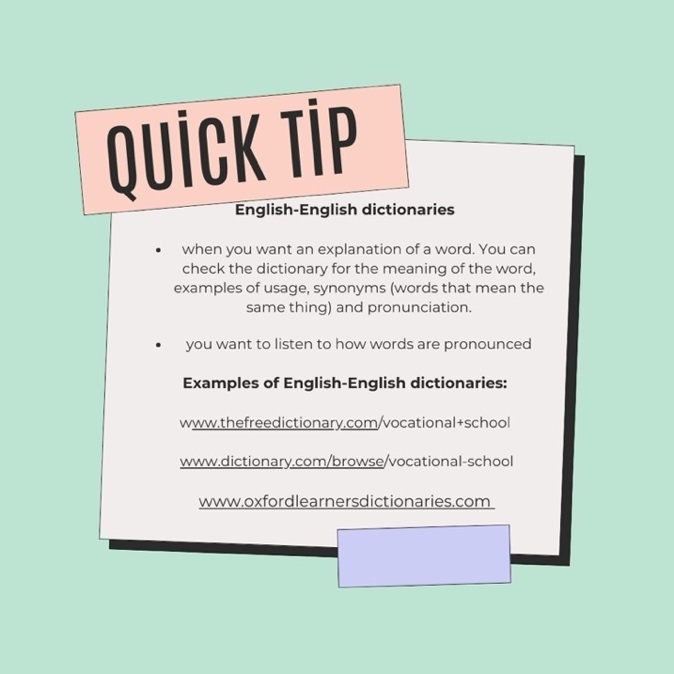 QUİCK TİP
English-English dictionaries
• when you want an explanation of a word. You can
check the dictionary for the meaning of the word,
examples of usage, synonyms (words that mean the
same thing) and pronunciation.
• you want to listen to how words are pronounced
Examples of English-English dictionaries:
www.thefreedictionary.com/vocational+school
www.dictionary.com/browse/vocational-school
www.oxfordlearnersdictionaries.com